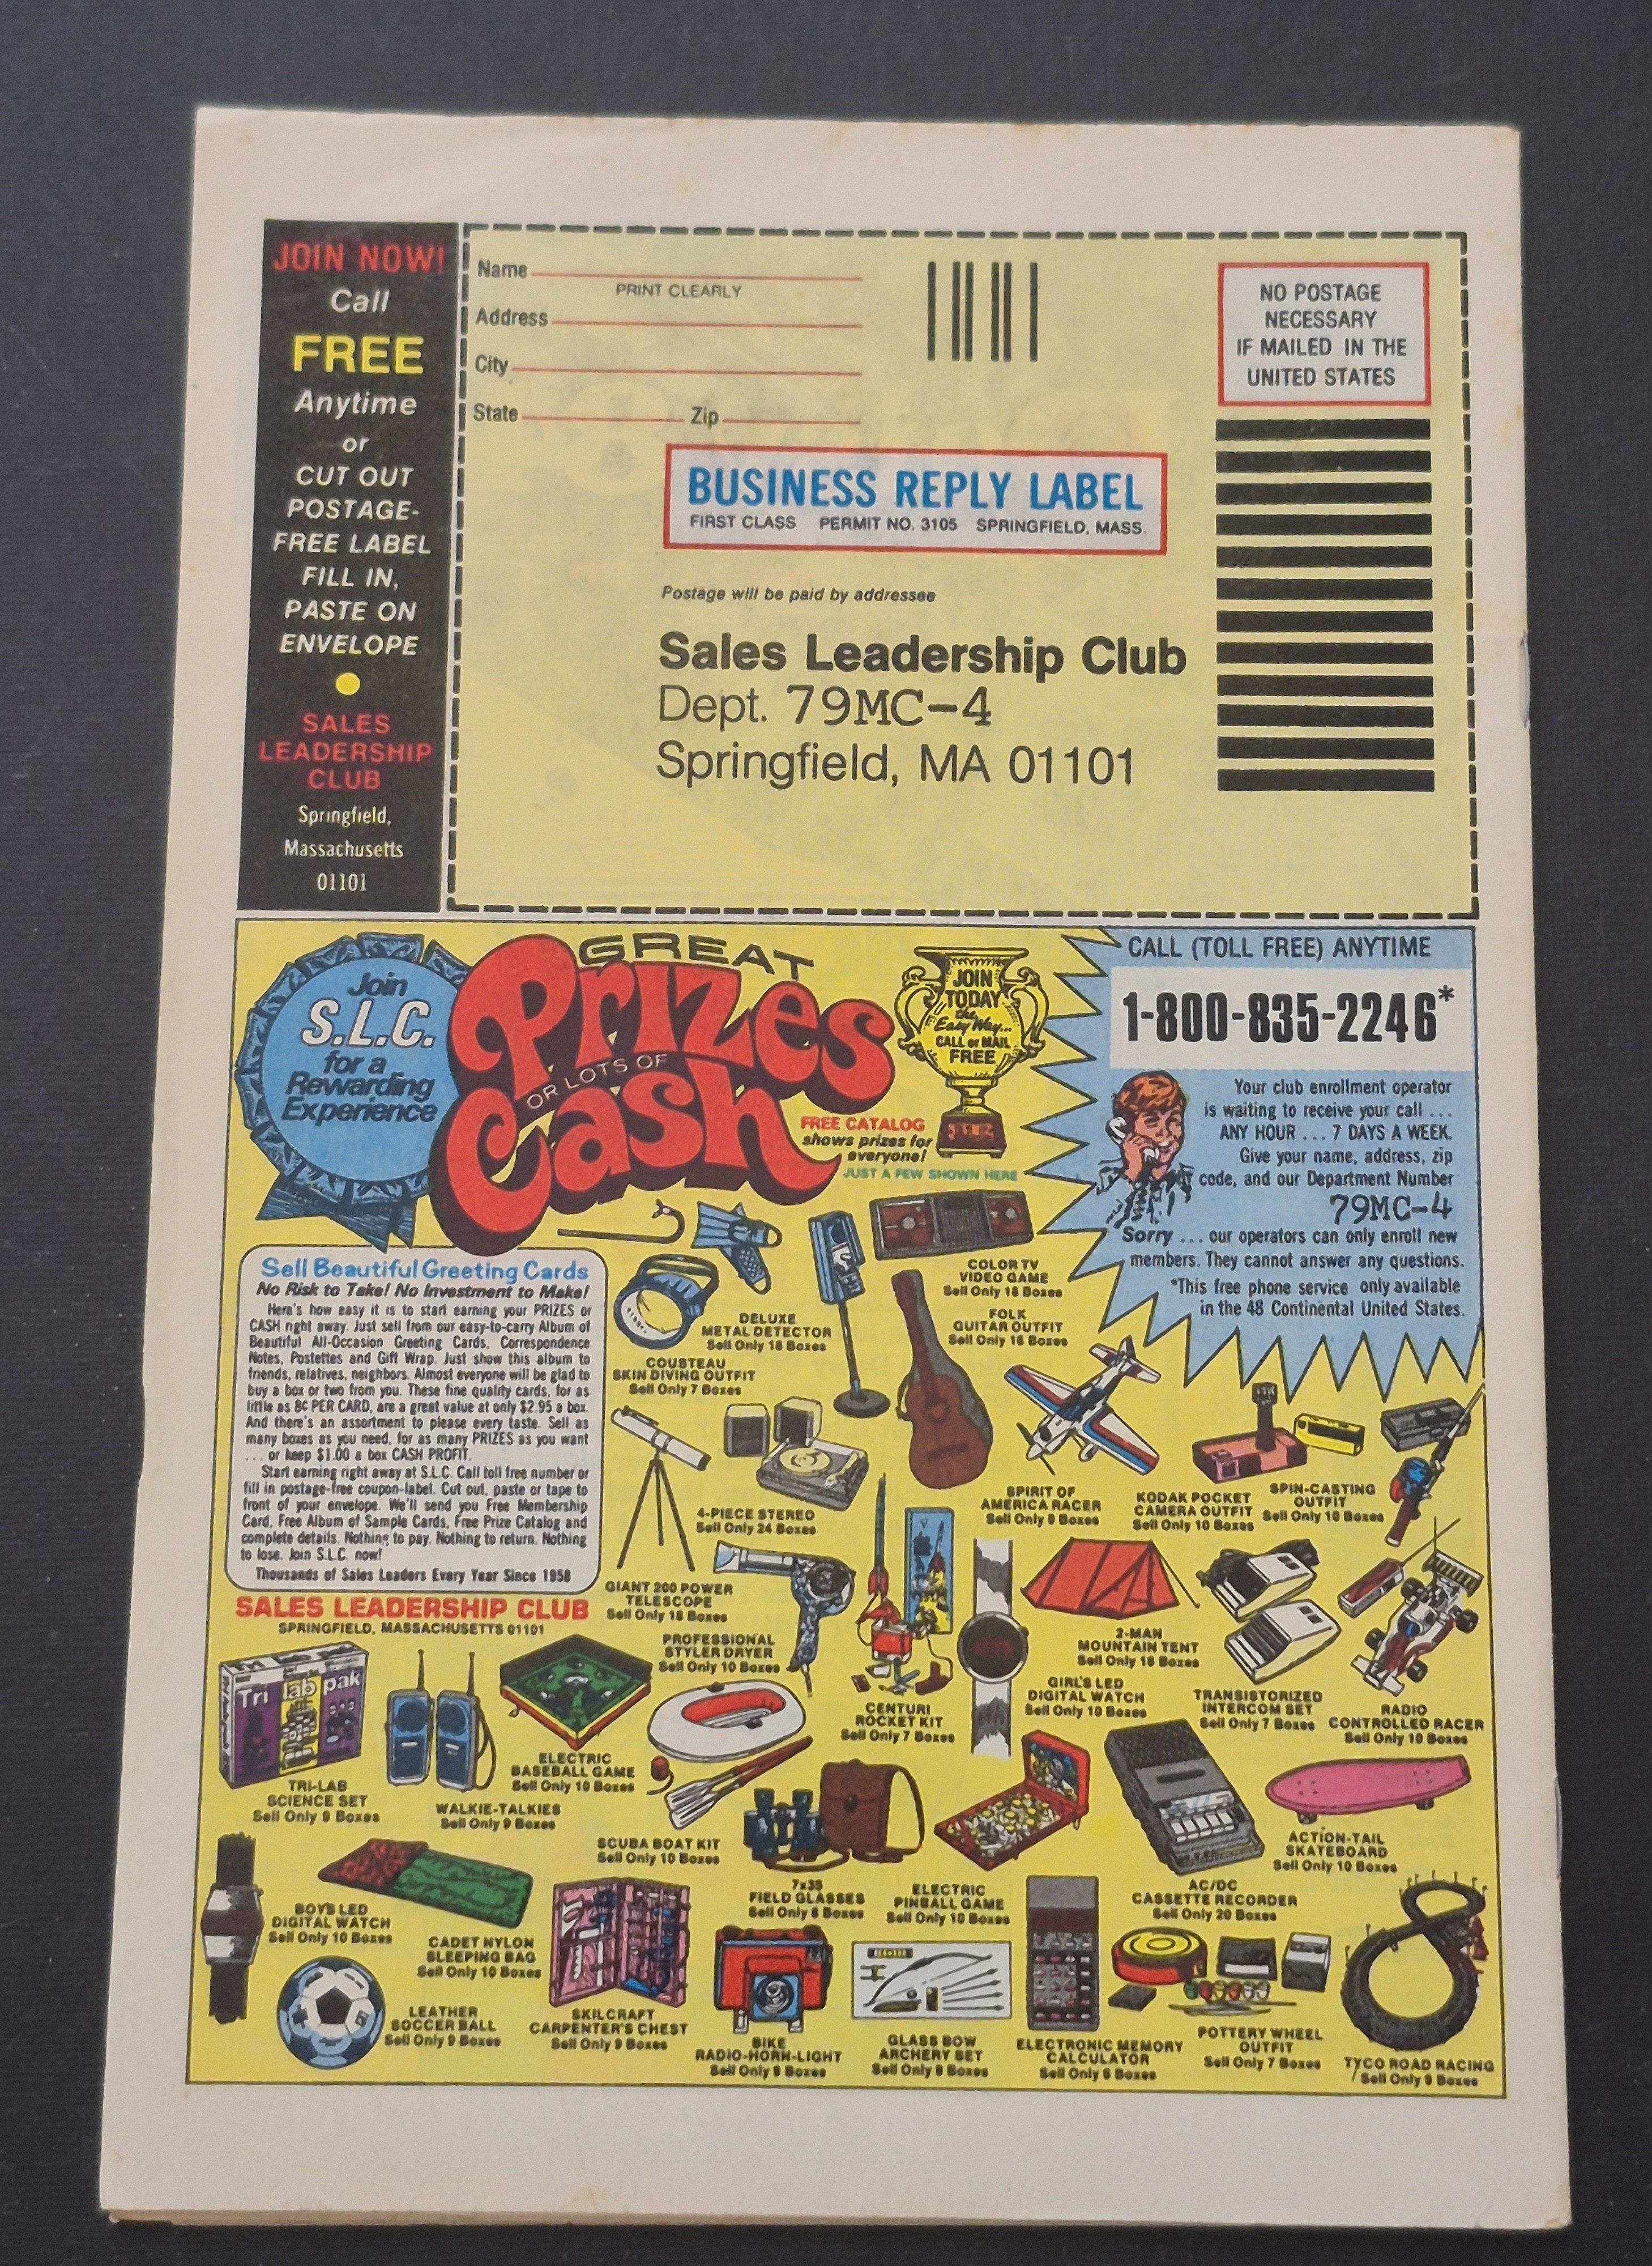 JOIN NOW!
Call
FREE
Anytime
or
CUT OUT
POSTAGE-
FREE LABEL
FILL IN,
PASTE ON
ENVELOPE
SALES
LEADERSHIP
CLUB
Springfield,
Massachusetts
01101
Name
PRINT CLEARLY
Address
City
State Zip
NO POSTAGE
NECESSARY
IF MAILED IN THE
UNITED STATES
BUSINESS REPLY LABEL
FIRST CLASS PERMIT NO. 3105 SPRINGFIELD, MASS.
Postage will be paid by addressee
Sales Leadership Club
Dept. 79MC-4
Springfield, MA 01101
Join
S.L.C.
for a
Rewarding
Experience
GREAT
Prizes
OR LOTS OF
Cash
JOIN
TODAY
the
Easy Way...
CALL or MAIL
FREE
FREE CATALOG
shows prizes for
everyone!
JUST A FEW SHOWN HERE
CALL (TOLL FREE) ANYTIME
1-800-835-2246*
Your club enrollment operator
is waiting to receive your call ...
ANY HOUR ... 7 DAYS A WEEK.
Give your name, address, zip
code, and our Department Number
79MC-4
Sorry ... our operators can only enroll new
members. They cannot answer any questions.
*This free phone service only available
in the 48 Continental United States.
Sell Beautiful Greeting Cards
No Risk to Take! No Investment to Make!
Here's how easy it is to start earning your PRIZES or
CASH right away. Just sell from our easy-to-carry Album of
Beautiful All-Occasion Greeting Cards, Correspondence
Notes, Postettes and Gift Wrap. Just show this album to
friends, relatives, neighbors. Almost everyone will be glad to
buy a box or two from you. These fine quality cards, for as
little as 8¢ PER CARD, are a great value at only $2.95 a box.
And there's an assortment to please every taste. Sell as
many boxes as you need, for as many PRIZES as you want
... or keep $1.00 a box CASH PROFIT.
Start earning right away at S.L.C. Call toll free number or
fill in postage-free coupon-label. Cut out, paste or tape to
front of your envelope. We'll send you Free Membership
Card, Free Album of Sample Cards, Free Prize Catalog and
complete details. Nothing to pay. Nothing to return. Nothing
to lose. Join S.L.C. now!
Thousands of Sales Leaders Every Year Since 1958
SALES LEADERSHIP CLUB
SPRINGFIELD, MASSACHUSETTS 01101
COLOR TV
VIDEO GAME
Sell Only 18 Boxes
DELUXE
METAL DETECTOR
Sell Only 18 Boxes
FOLK
GUITAR OUTFIT
Sell Only 18 Boxes
COUSTEAU
SKIN DIVING OUTFIT
Sell Only 7 Boxes
4-PIECE STEREO
Sell Only 24 Boxes
SPIRIT OF
AMERICA RACER
Sell Only 9 Boxes
KODAK POCKET
CAMERA OUTFIT
Sell Only 10 Boxes
SPIN-CASTING
OUTFIT
Sell Only 10 Boxes
GIANT 200 POWER
TELESCOPE
Sell Only 18 Boxes
PROFESSIONAL
STYLER DRYER
Sell Only 10 Boxes
2-MAN
MOUNTAIN TENT
Sell Only 18 Boxes
CENTURI
ROCKET KIT
Sell Only 7 Boxes
GIRL'S LED
DIGITAL WATCH
Sell Only 10 Boxes
TRANSISTORIZED
INTERCOM SET
Sell Only 7 Boxes
RADIO
CONTROLLED RACER
Sell Only 19 Boxes
Tri lab pak
TRI-LAB
SCIENCE SET
Sell Only 9 Boxes
WALKIE-TALKIES
Sell Only 9 Boxes
ELECTRIC
BASEBALL GAME
Sell Only 10 Boxes
SCUBA BOAT KIT
Sell Only 10 Boxes
7x35
FIELD GLASSES
Sell Only 8 Boxes
ELECTRIC
PINBALL GAME
Sell Only 10 Boxes
AC/DC
CASSETTE RECORDER
Sell Only 20 Boxes
ACTION-TAIL
SKATEBOARD
Sell Only 10 Boxes
BOY'S LED
DIGITAL WATCH
Sell Only 10 Boxes
CADET NYLON
SLEEPING BAG
Sell Only 10 Boxes
LEATHER
SOCCER BALL
Sell Only 9 Boxes
SKILCRAFT
CARPENTER'S CHEST
Sell Only 9 Boxes
BIKE
RADIO-HORN-LIGHT
Sell Only 9 Boxes
GLASS BOW
ARCHERY SET
Sell Only 9 Boxes
ELECTRONIC MEMORY
CALCULATOR
Sell Only 8 Boxes
POTTERY WHEEL
OUTFIT
Sell Only 7 Boxes
TYCO ROAD RACING
Sell Only 9 Boxes